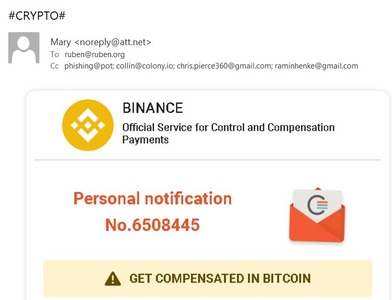 #CRYPTO#
Mary <noreply@att.net>
To ruben@ruben.org
Cc phishing@pot; collin@colony.io; chris.pierce360@gmail.com; raminhenke@gmail.com
BINANCE
Official Service for Control and Compensation
Payments
Personal notification
No.6508445
GET COMPENSATED IN BITCOIN